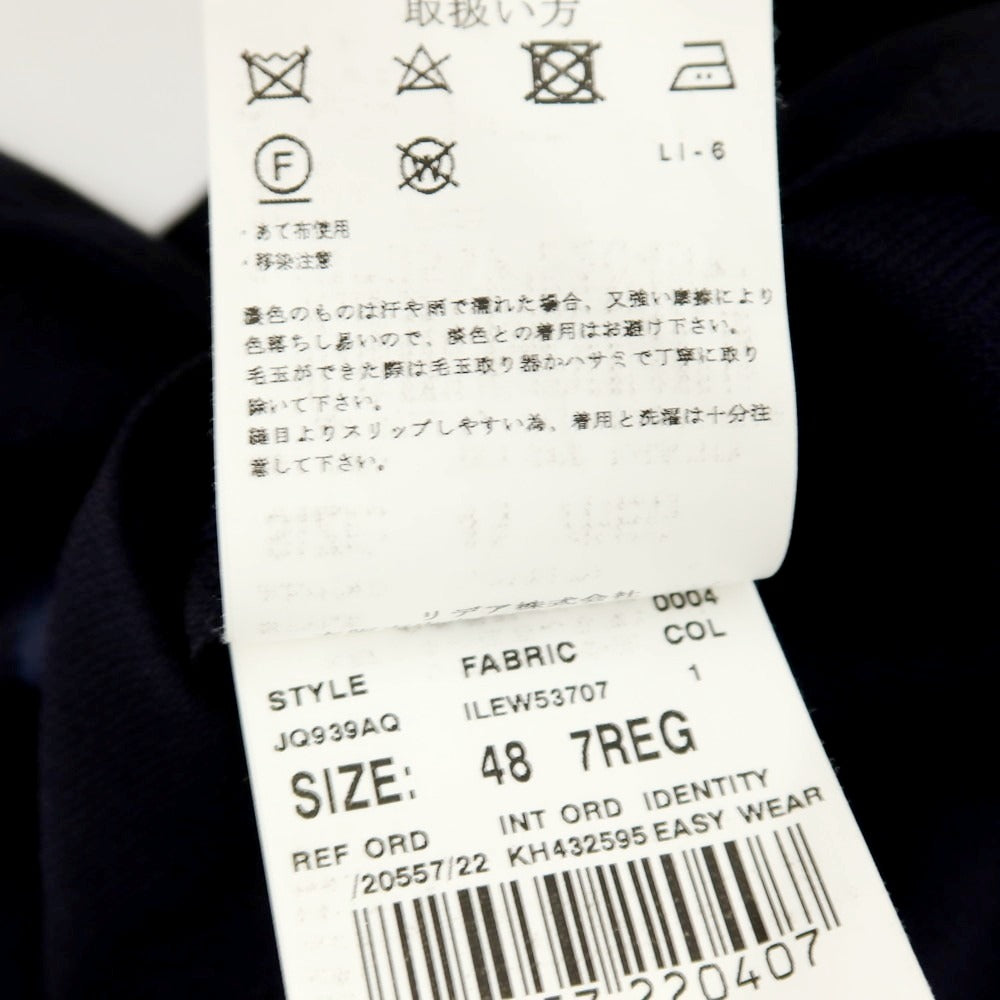 取扱い方
F
W
LI-6
・あて布使用
・移染注意
濃色のものは汗や雨で濡れた場合、又強い摩擦により
色落ちし易いので、淡色との着用はお避け下さい。
毛玉ができた際は毛玉取り器かハサミで丁寧に取り
除いて下さい。
縫目よりスリップしやすい為、着用と洗濯は十分注
意して下さい。
リデア株式会社
0004
STYLE FABRIC COL
JQ939AQ ILEW53707 1
SIZE: 48 7REG
REF ORD INT ORD IDENTITY
/20557/22 KH432595 EASY WEAR
220407